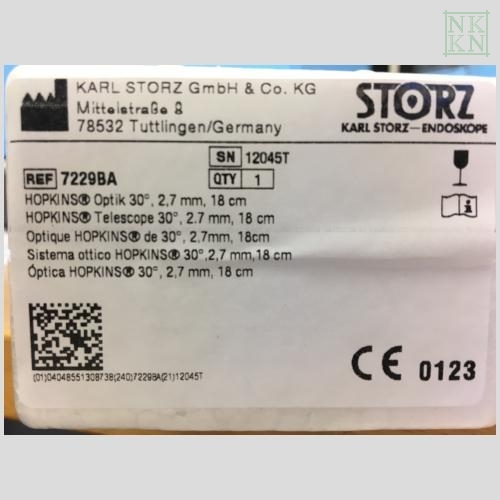 NK
KN
KARL STORZ GmbH & Co. KG
Mittelstraße 8
78532 Tuttlingen/Germany
STORZ
KARL STORZ—ENDOSKOPE
SN 12045T
REF 7229BA QTY 1
HOPKINS® Optik 30°, 2,7 mm, 18 cm
HOPKINS® Telescope 30°, 2.7 mm, 18 cm
Optique HOPKINS® de 30°, 2,7mm, 18cm
Sistema ottico HOPKINS® 30°,2,7 mm,18 cm
Óptica HOPKINS® 30°, 2,7 mm, 18 cm
(01)04048551308738(240)7229BA(21)12045T
CE 0123